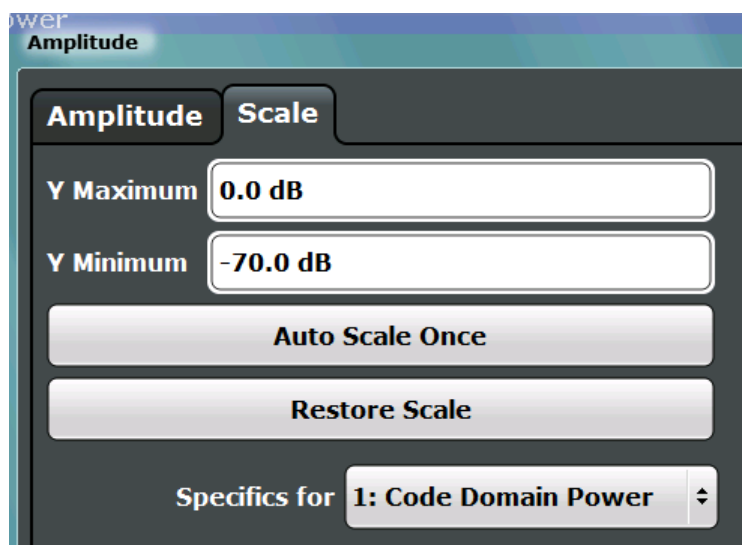 ower
Amplitude
Amplitude Scale
Y Maximum 0.0 dB
Y Minimum -70.0 dB
Auto Scale Once
Restore Scale
Specifics for 1: Code Domain Power